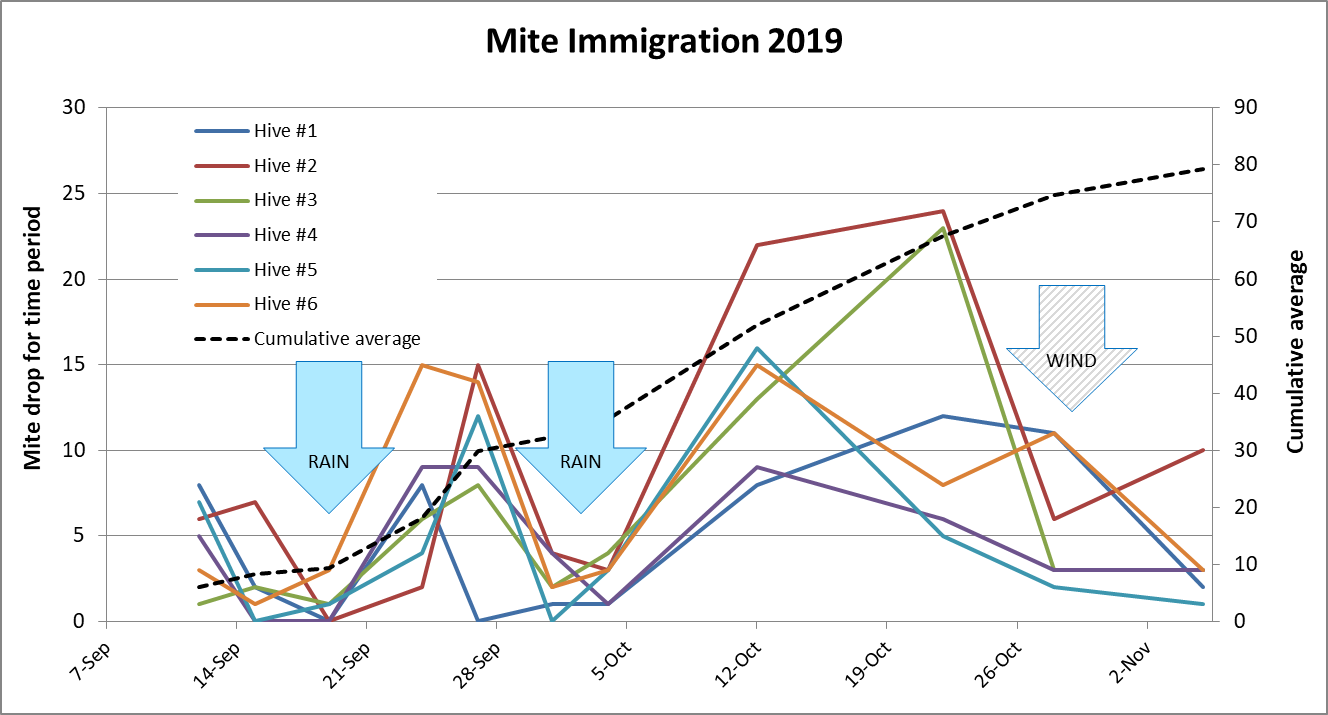 Mite Immigration 2019
Mite drop for time period
30
25
20
15
10
5
0
Hive #1
Hive #2
Hive #3
Hive #4
Hive #5
Hive #6
Cumulative average
RAIN
RAIN
WIND
90
80
70
60
50
40
30
20
10
0
Cumulative average
7-Sep
14-Sep
21-Sep
28-Sep
5-Oct
12-Oct
19-Oct
26-Oct
2-Nov